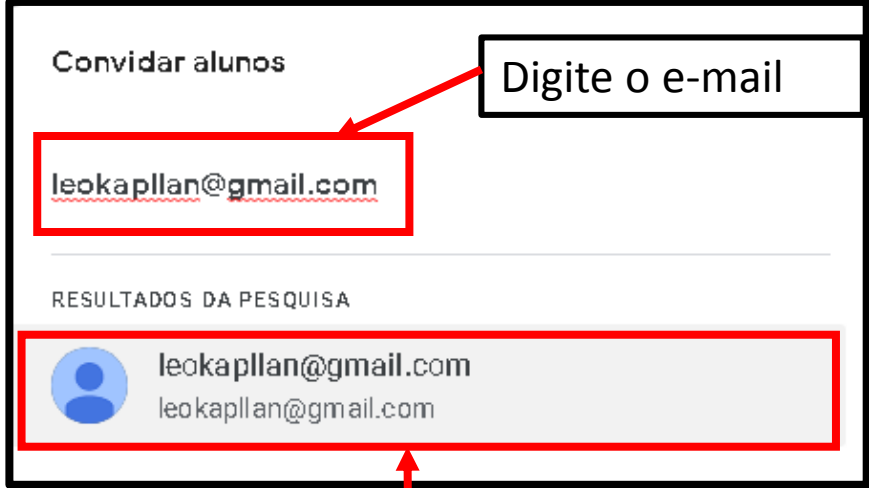 Convidar alunos
Digite o e-mail
leokapllan@gmail.com
RESULTADOS DA PESQUISA
leokapllan@gmail.com
leokapllan@gmail.com